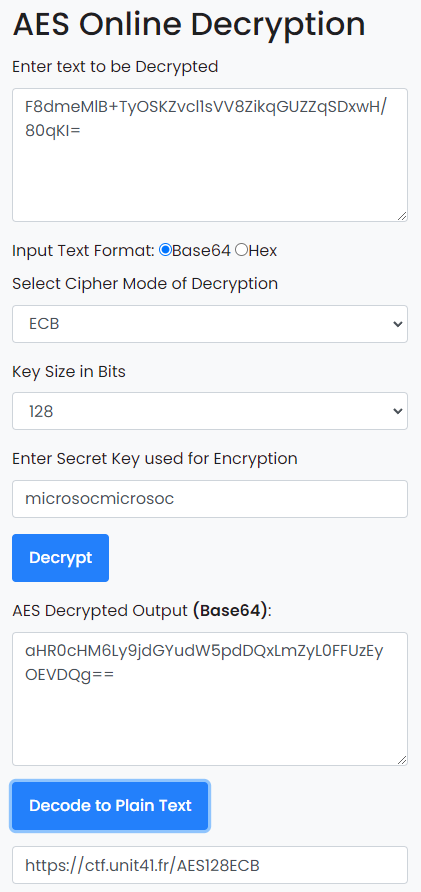 AES Online Decryption
Enter text to be Decrypted
F8dmeMlB+TyOSKZvcl1sVV8ZikqGUZZqSDxwH/
80qKI=
Input Text Format: Base64 Hex
Select Cipher Mode of Decryption
ECB
Key Size in Bits
128
Enter Secret Key used for Encryption
microsocmicrosoc
Decrypt
AES Decrypted Output (Base64):
aHR0cHM6Ly9jdGYudW5pdDQxLmZyL0FFUzEy
OEVDQg==
Decode to Plain Text
https://ctf.unit41.fr/AES128ECB